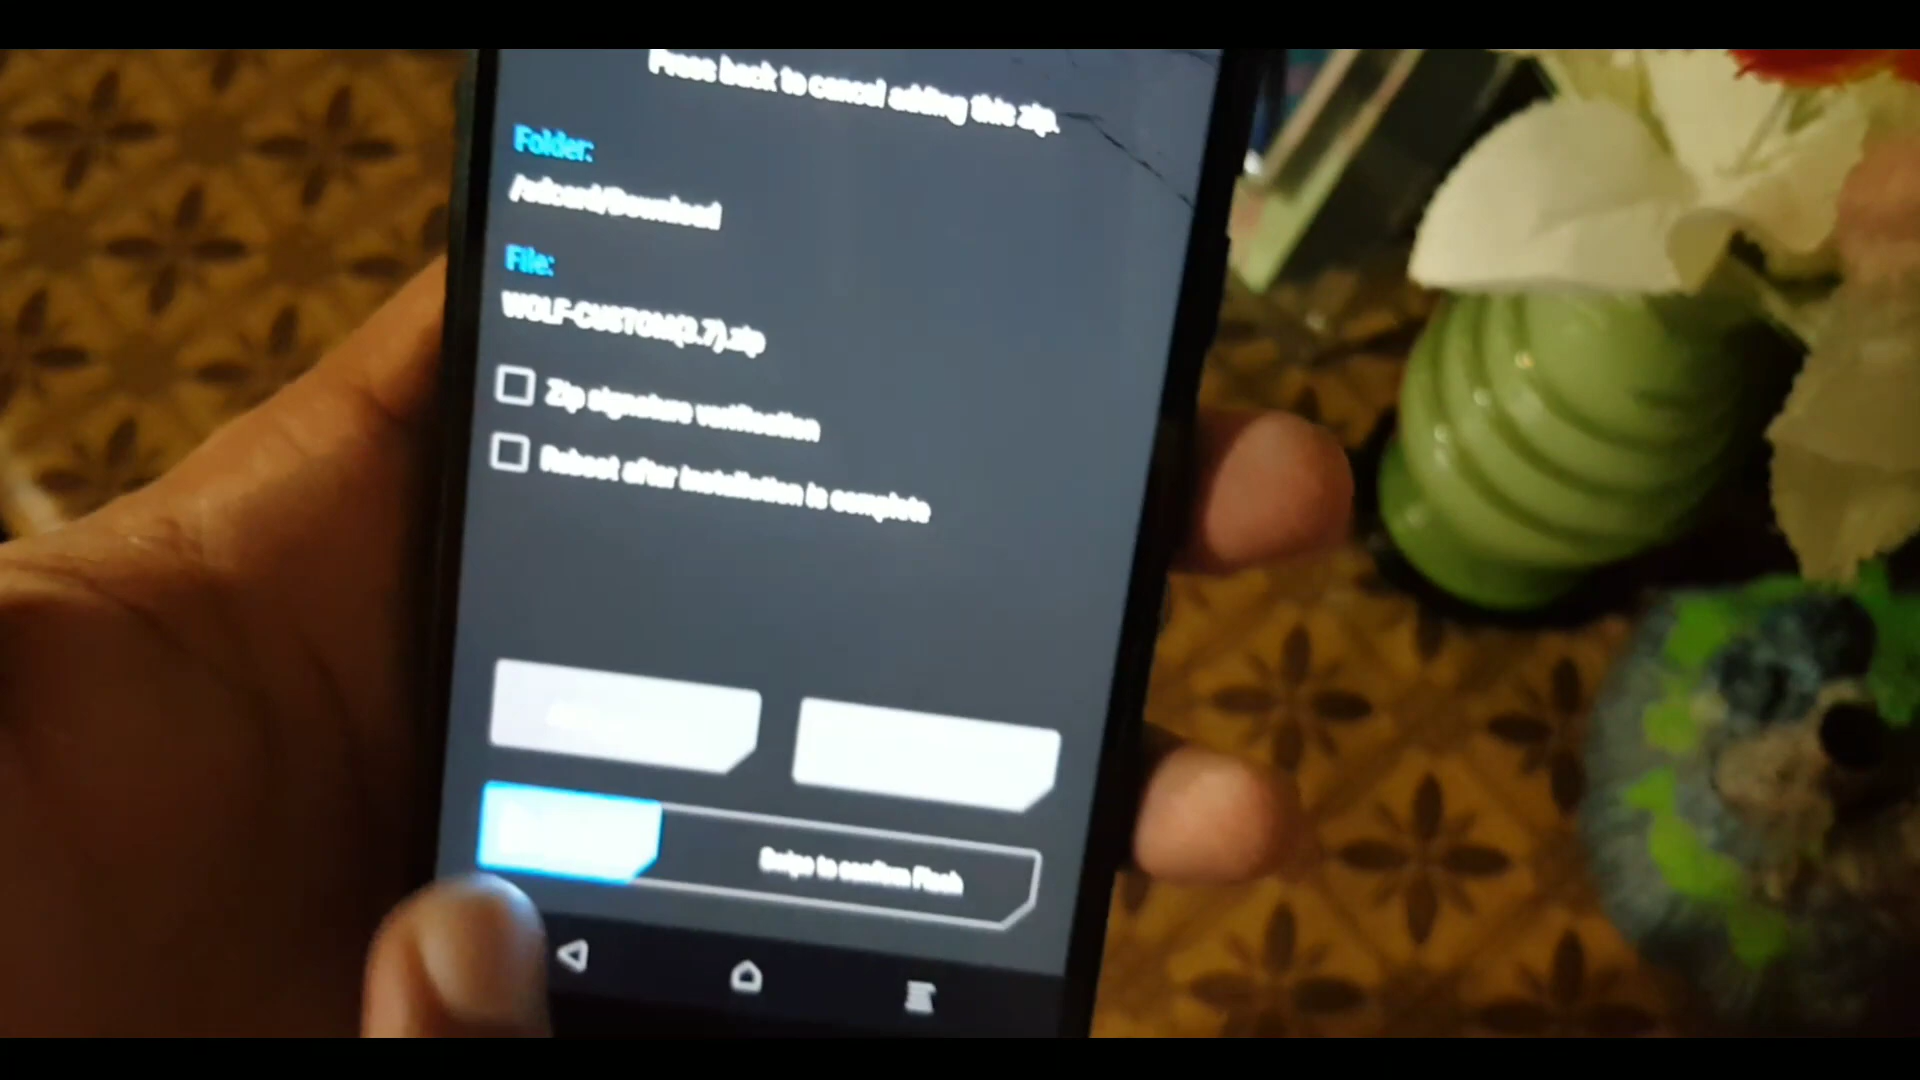 Press back to cancel adding this zip.
Folder:
/sdcard/Download
File:
WOLF-CUSTOM(3.7).zip
Zip signature verification
Reboot after installation is complete
Swipe to confirm Flash